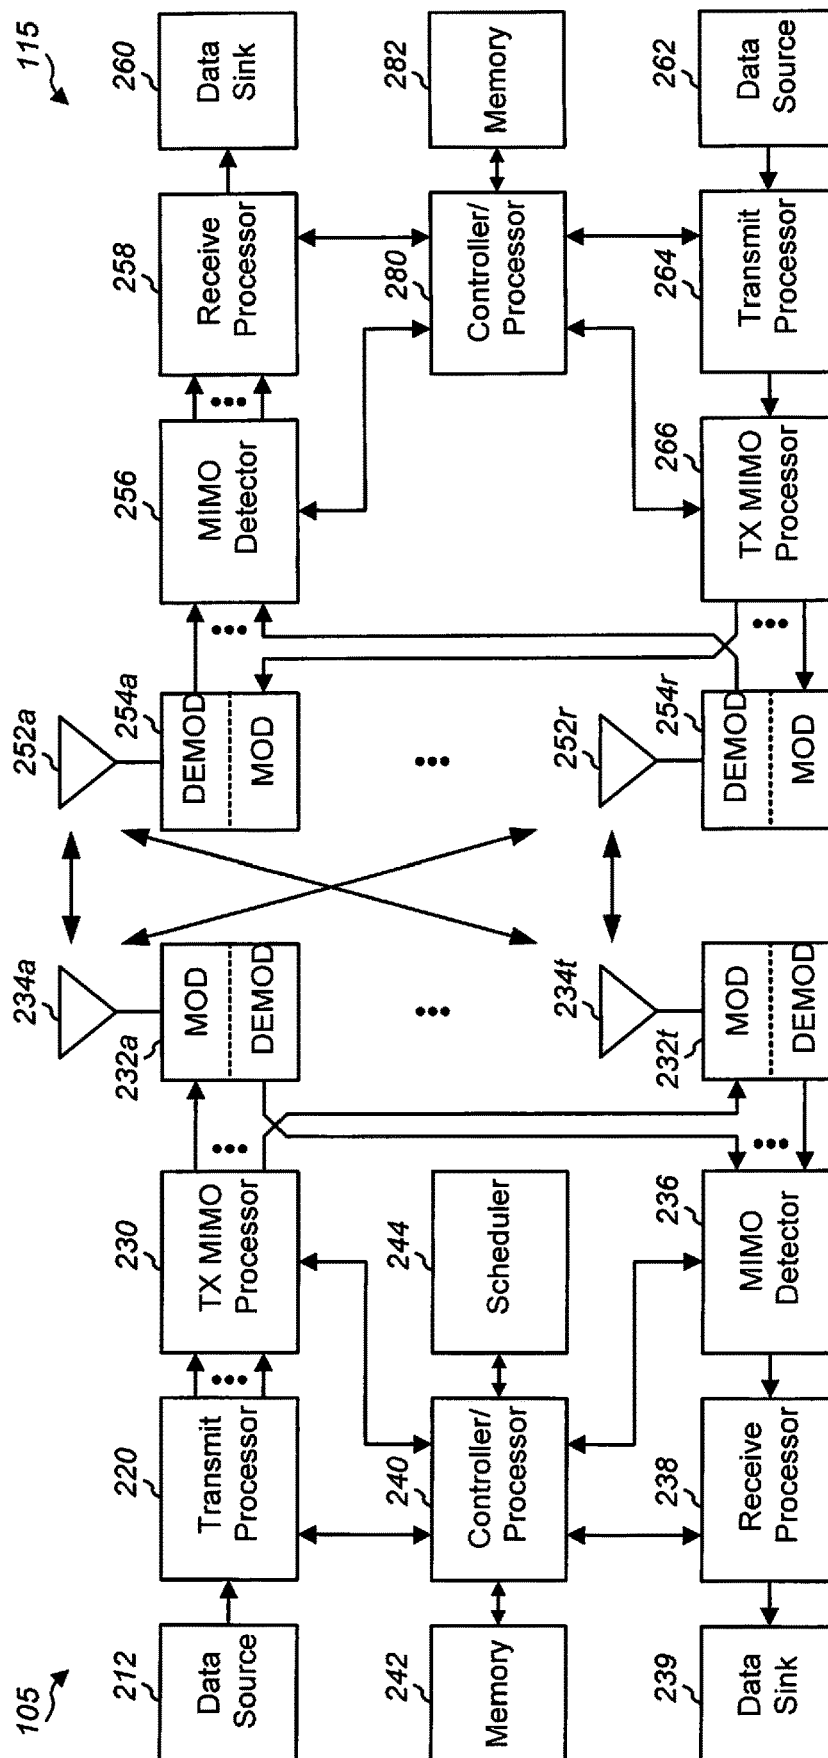 105
115
212
Data
Source
220
Transmit
Processor
230
TX MIMO
Processor
232a
MOD
DEMOD
234a
252a
254a
DEMOD
MOD
256
MIMO
Detector
258
Receive
Processor
260
Data
Sink
242
Memory
240
Controller/
Processor
244
Scheduler
280
Controller/
Processor
282
Memory
239
Data
Sink
238
Receive
Processor
236
MIMO
Detector
232t
MOD
DEMOD
234t
252r
254r
DEMOD
MOD
266
TX MIMO
Processor
264
Transmit
Processor
262
Data
Source